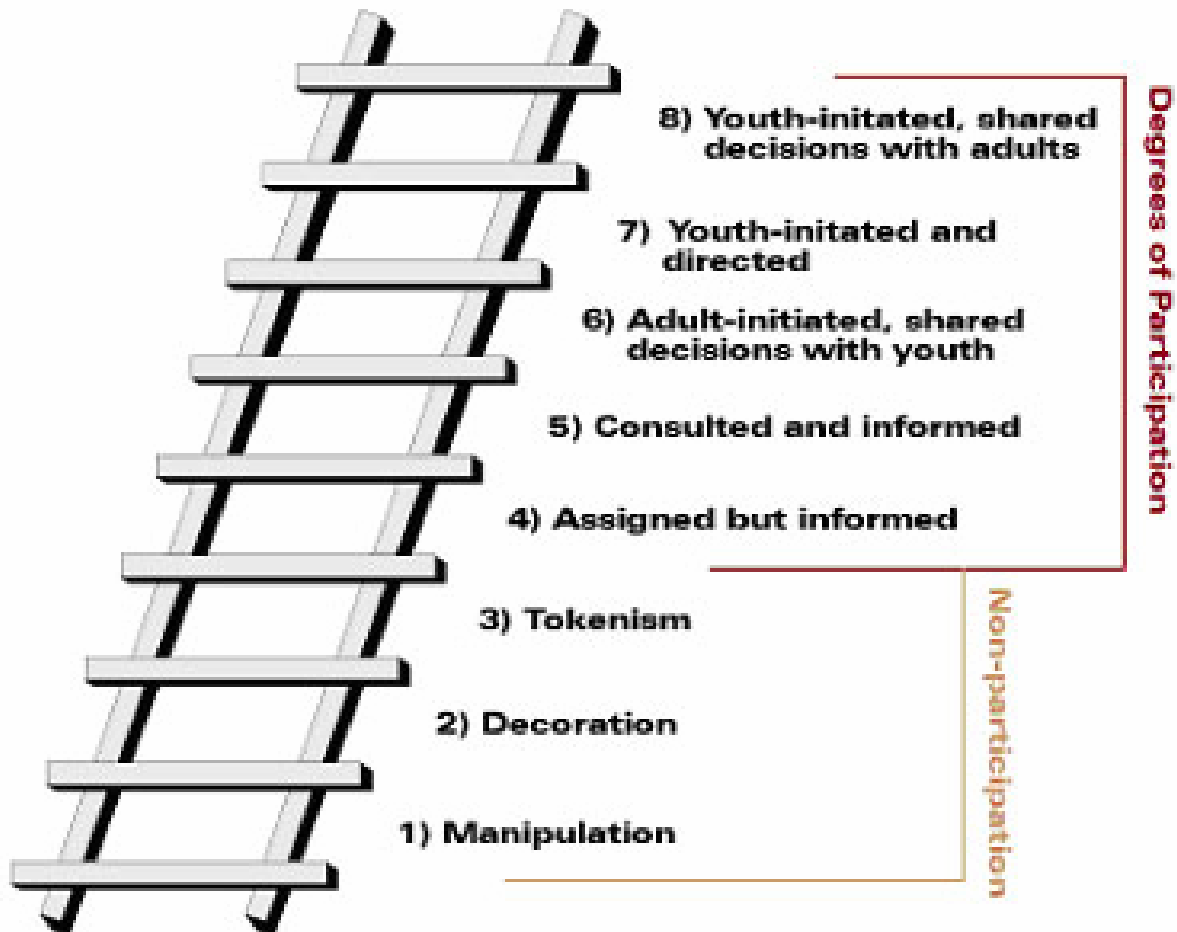 8) Youth-initated, shared
decisions with adults
7) Youth-initated and
directed
6) Adult-initiated, shared
decisions with youth
5) Consulted and informed
4) Assigned but informed
3) Tokenism
2) Decoration
1) Manipulation
Degrees of Participation
Non-participation